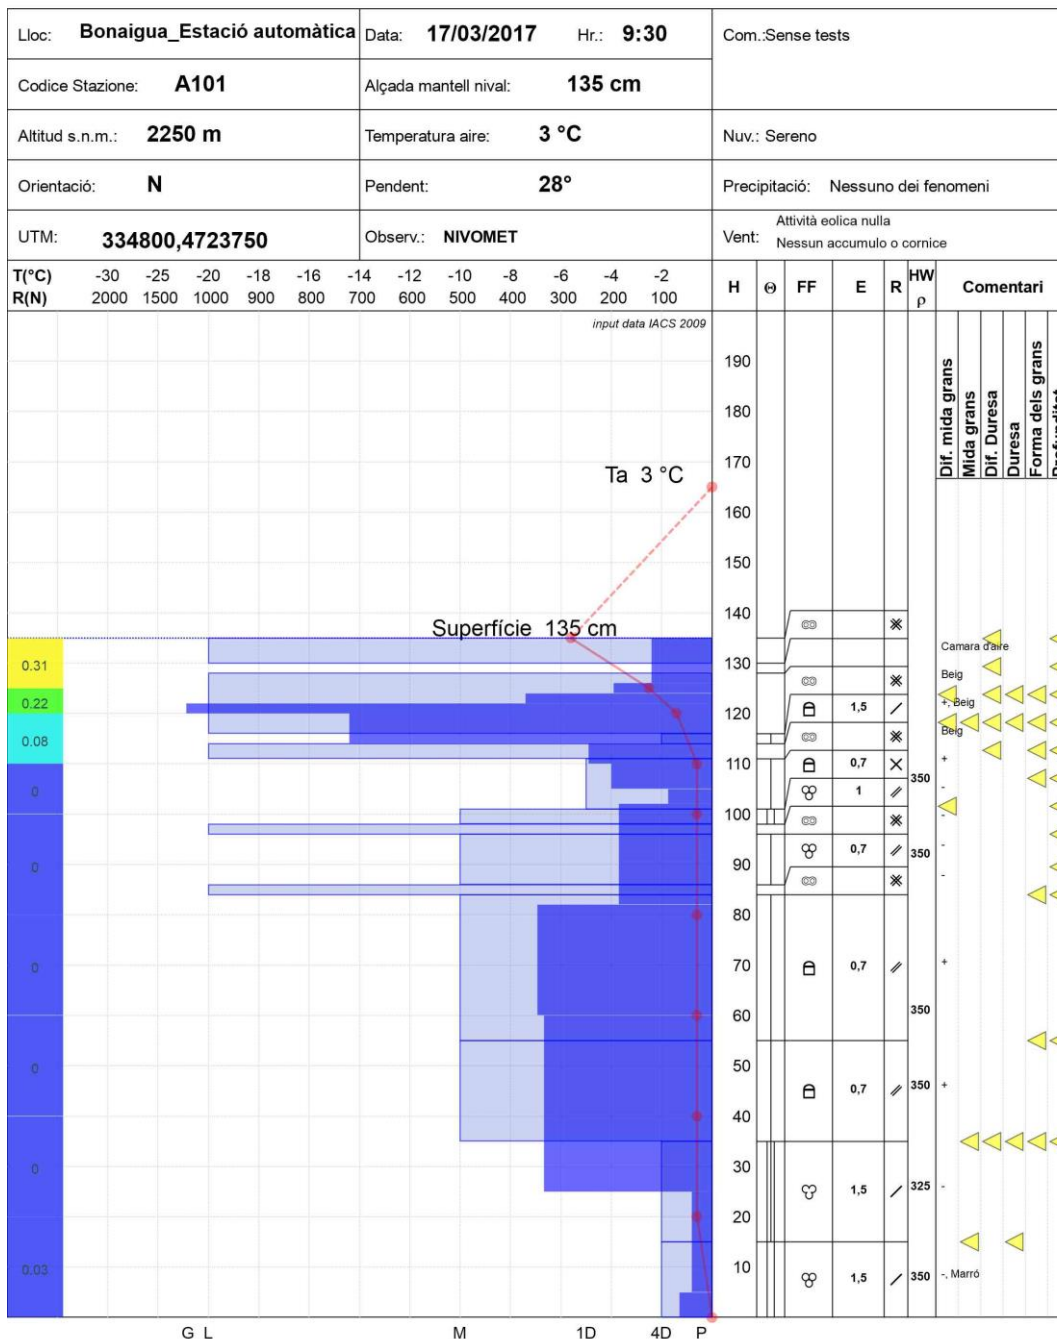 Lloc: Bonaigua_Estació automàtica Data: 17/03/2017 Hr.: 9:30 Com.:Sense tests
Codice Stazione: A101 Alçada mantell nival: 135 cm
Altitud s.n.m.: 2250 m Temperatura aire: 3 °C Nuv.: Sereno
Orientació: N Pendent: 28° Precipitació: Nessuno dei fenomeni
UTM: 334800,4723750 Observ.: NIVOMET Vent: Attività eolica nulla
Nessun accumulo o cornice
T(°C) -30 -25 -20 -18 -16 -14 -12 -10 -8 -6 -4 -2
R(N) 2000 1500 1000 900 800 700 600 500 400 300 200 100
H Θ FF E R HW ρ Comentari
input data IACS 2009
Dif. mida grans
Mida grans
Dif. Duresa
Duresa
Forma dels grans
190
180
170
Ta 3 °C
160
150
140
Superfície 135 cm
Camara d'aire
0.31 130
Beig
0.22
+, Beig
1,5
120
Beig
0.08
+
110 0,7
350
-
0 1
100
-
0,7 350 -
90
0
-
80
70 0,7 +
0
60 350
50
0 0,7 350 +
40
30
0 1,5 325 -
20
0.03 10 1,5 350 -, Marró
G L M 1D 4D P